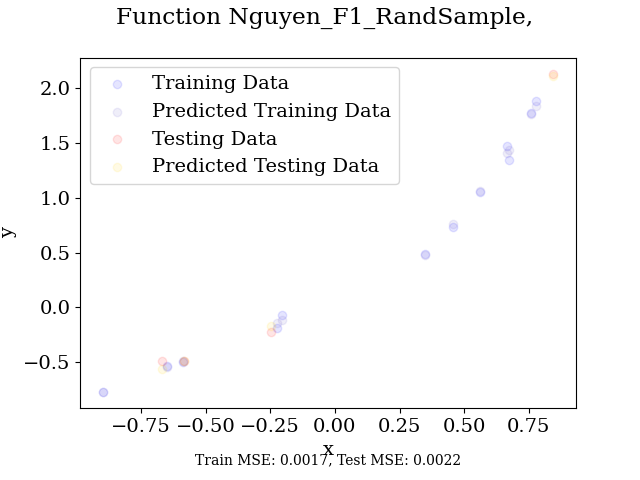 Function Nguyen_F1_RandSample,
Training Data
Predicted Training Data
Testing Data
Predicted Testing Data
2.0
1.5
1.0
0.5
0.0
−0.5
y
−0.75 −0.50 −0.25 0.00 0.25 0.50 0.75
x
Train MSE: 0.0017, Test MSE: 0.0022